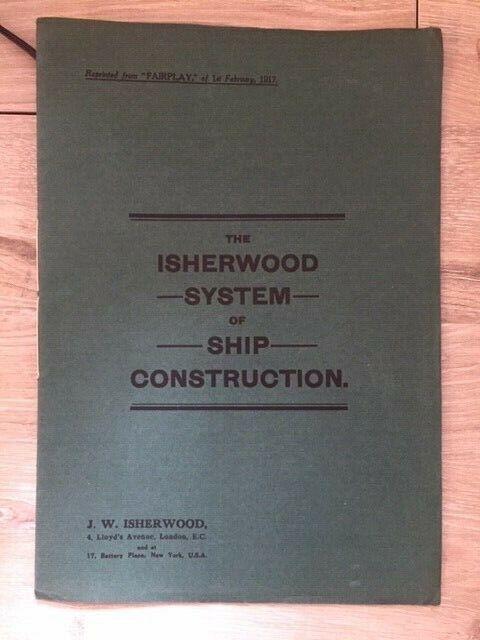 Reprinted from "FAIRPLAY," of 1st February, 1917.
THE
ISHERWOOD
—SYSTEM—
OF
—SHIP—
CONSTRUCTION.
J. W. ISHERWOOD,
4, Lloyd's Avenue, London, E.C.
and at
17, Battery Place, New York, U.S.A.